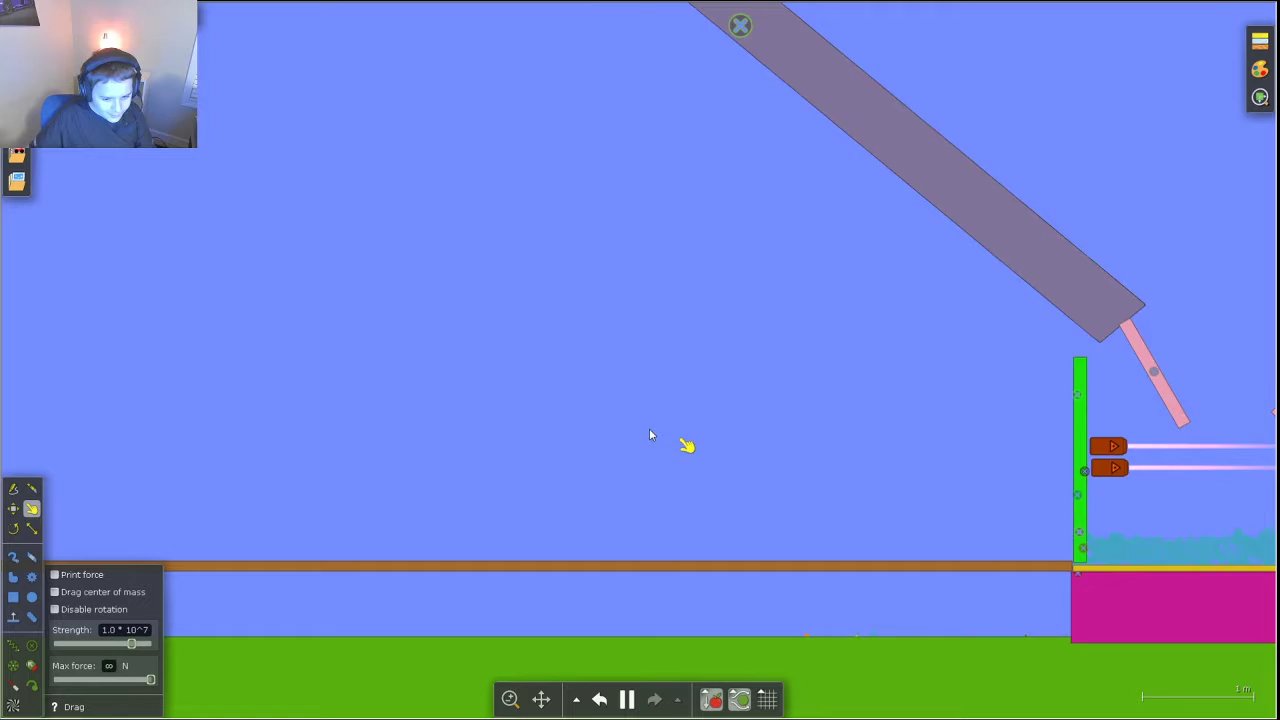 Print force
Drag center of mass
Disable rotation
Strength: 1.0 * 10^7
Max force: ∞ N
? Drag
1 m